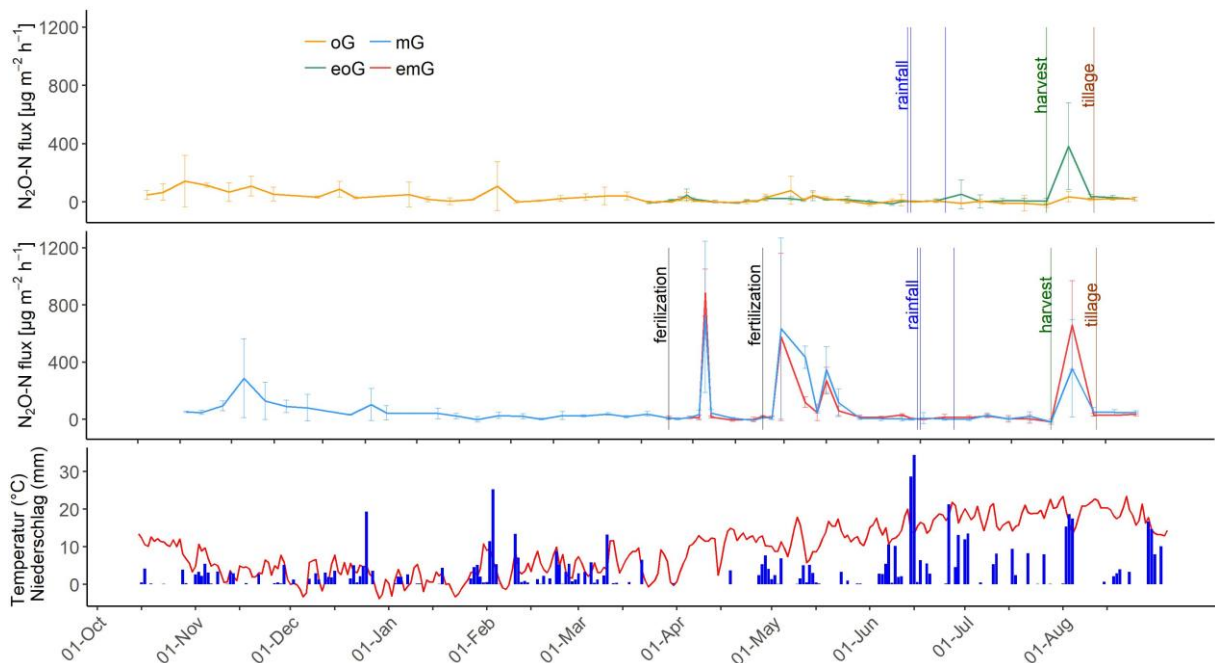 N₂O-N flux [µg m⁻² h⁻¹]
1200
800
400
0
oG
mG
eoG
emG
rainfall
harvest
tillage
N₂O-N flux [µg m⁻² h⁻¹]
1200
800
400
0
ferilization
fertilization
rainfall
harvest
tillage
Temperatur (°C)
Niederschlag (mm)
30
20
10
0
01-Oct
01-Nov
01-Dec
01-Jan
01-Feb
01-Mar
01-Apr
01-May
01-Jun
01-Jul
01-Aug